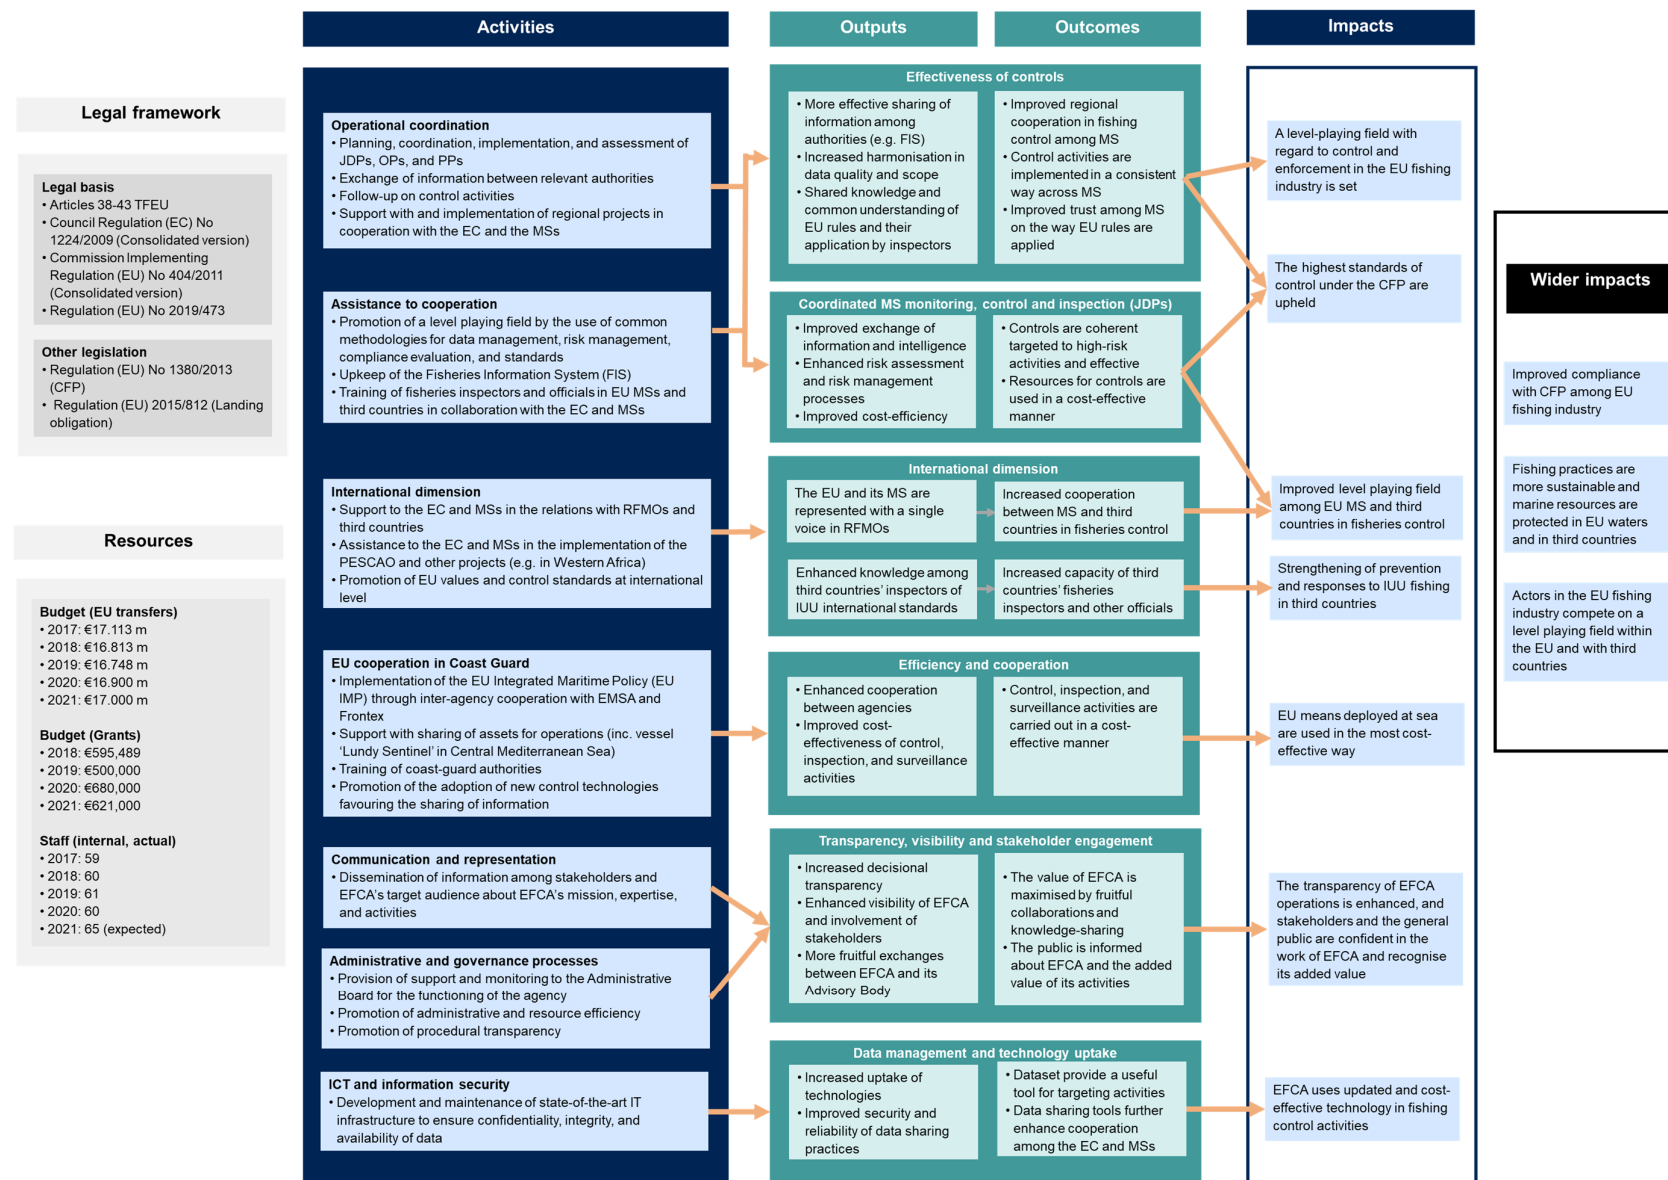 Legal framework
Legal basis
• Articles 38-43 TFEU
• Council Regulation (EC) No
1224/2009 (Consolidated version)
• Commission Implementing
Regulation (EU) No 404/2011
(Consolidated version)
• Regulation (EU) No 2019/473
Other legislation
• Regulation (EU) No 1380/2013
(CFP)
• Regulation (EU) 2015/812 (Landing
obligation)
Resources
Budget (EU transfers)
• 2017: €17.113 m
• 2018: €16.813 m
• 2019: €16.748 m
• 2020: €16.900 m
• 2021: €17.000 m
Budget (Grants)
• 2018: €595,489
• 2019: €500,000
• 2020: €680,000
• 2021: €621,000
Staff (internal, actual)
• 2017: 59
• 2018: 60
• 2019: 61
• 2020: 60
• 2021: 65 (expected)
Activities
Operational coordination
• Planning, coordination, implementation, and assessment of
JDPs, OPs, and PPs
• Exchange of information between relevant authorities
• Follow-up on control activities
• Support with and implementation of regional projects in
cooperation with the EC and the MSs
Assistance to cooperation
• Promotion of a level playing field by the use of common
methodologies for data management, risk management,
compliance evaluation, and standards
• Upkeep of the Fisheries Information System (FIS)
• Training of fisheries inspectors and officials in EU MSs and
third countries in collaboration with the EC and MSs
International dimension
• Support to the EC and MSs in the relations with RFMOs and
third countries
• Assistance to the EC and MSs in the implementation of the
PESCAO and other projects (e.g. in Western Africa)
• Promotion of EU values and control standards at international
level
EU cooperation in Coast Guard
• Implementation of the EU Integrated Maritime Policy (EU
IMP) through inter-agency cooperation with EMSA and
Frontex
• Support with sharing of assets for operations (inc. vessel
'Lundy Sentinel' in Central Mediterranean Sea)
• Training of coast-guard authorities
• Promotion of the adoption of new control technologies
favouring the sharing of information
Communication and representation
• Dissemination of information among stakeholders and
EFCA's target audience about EFCA's mission, expertise,
and activities
Administrative and governance processes
• Provision of support and monitoring to the Administrative
Board for the functioning of the agency
• Promotion of administrative and resource efficiency
• Promotion of procedural transparency
ICT and information security
• Development and maintenance of state-of-the-art IT
infrastructure to ensure confidentiality, integrity, and
availability of data
Outputs
Outcomes
Effectiveness of controls
• More effective sharing of
information among
authorities (e.g. FIS)
• Increased harmonisation in
data quality and scope
• Shared knowledge and
common understanding of
EU rules and their
application by inspectors
• Improved regional
cooperation in fishing
control among MS
• Control activities are
implemented in a consistent
way across MS
• Improved trust among MS
on the way EU rules are
applied
Coordinated MS monitoring, control and inspection (JDPs)
• Improved exchange of
information and intelligence
• Enhanced risk assessment
and risk management
processes
• Improved cost-efficiency
• Controls are coherent
targeted to high-risk
activities and effective
• Resources for controls are
used in a cost-effective
manner
International dimension
The EU and its MS are
represented with a single
voice in RFMOs
Increased cooperation
between MS and third
countries in fisheries control
Enhanced knowledge among
third countries' inspectors of
IUU international standards
Increased capacity of third
countries' fisheries
inspectors and other officials
Efficiency and cooperation
• Enhanced cooperation
between agencies
• Improved cost-
effectiveness of control,
inspection, and surveillance
activities
• Control, inspection, and
surveillance activities are
carried out in a cost-
effective manner
Transparency, visibility and stakeholder engagement
• Increased decisional
transparency
• Enhanced visibility of EFCA
and involvement of
stakeholders
• More fruitful exchanges
between EFCA and its
Advisory Body
• The value of EFCA is
maximised by fruitful
collaborations and
knowledge-sharing
• The public is informed
about EFCA and the added
value of its activities
Data management and technology uptake
• Increased uptake of
technologies
• Improved security and
reliability of data sharing
practices
• Dataset provide a useful
tool for targeting activities
• Data sharing tools further
enhance cooperation
among the EC and MSs
Impacts
A level-playing field with
regard to control and
enforcement in the EU fishing
industry is set
The highest standards of
control under the CFP are
upheld
Improved level playing field
among EU MS and third
countries in fisheries control
Strengthening of prevention
and responses to IUU fishing
in third countries
EU means deployed at sea
are used in the most cost-
effective way
The transparency of EFCA
operations is enhanced, and
stakeholders and the general
public are confident in the
work of EFCA and recognise
its added value
EFCA uses updated and cost-
effective technology in fishing
control activities
Wider impacts
Improved compliance
with CFP among EU
fishing industry
Fishing practices are
more sustainable and
marine resources are
protected in EU waters
and in third countries
Actors in the EU fishing
industry compete on a
level playing field within
the EU and with third
countries